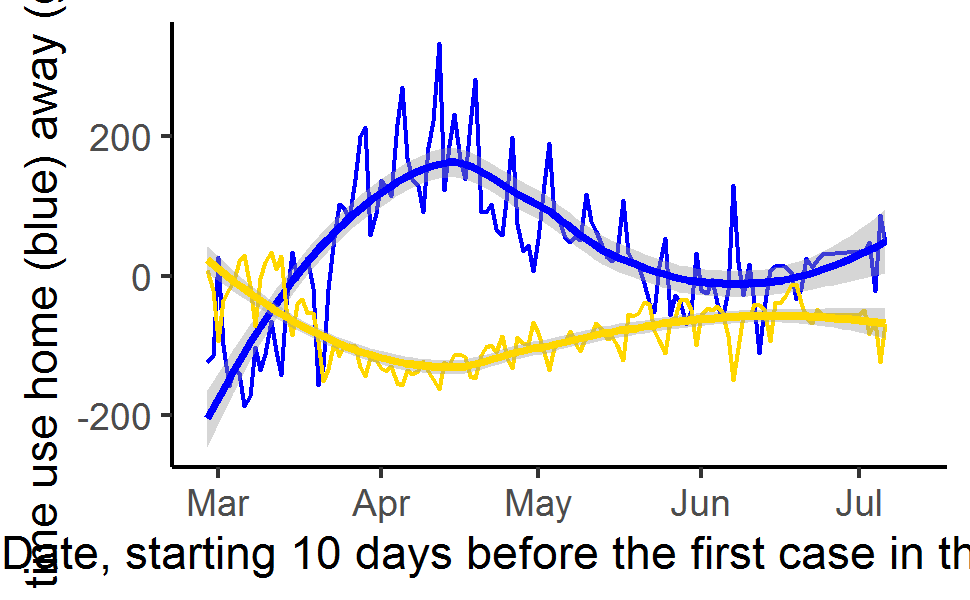 time use home (blue) away (
200
0
-200
Mar Apr May Jun Jul
Date, starting 10 days before the first case in th